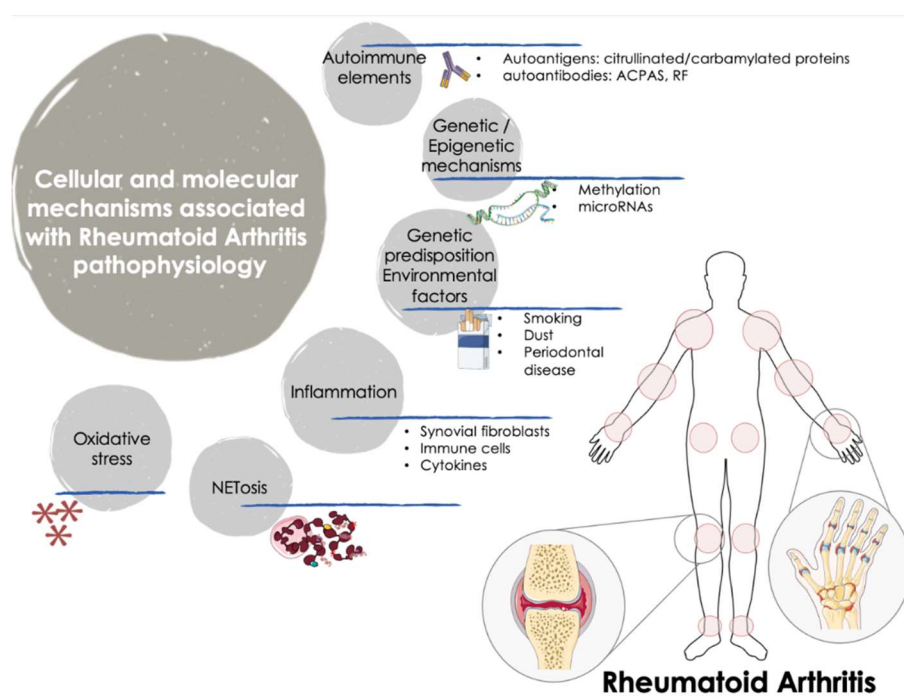 Cellular and molecular
mechanisms associated
with Rheumatoid Arthritis
pathophysiology
Autoimmune
elements
• Autoantigens: citrullinated/carbamylated proteins
• autoantibodies: ACPAS, RF
Genetic /
Epigenetic
mechanisms
• Methylation
• microRNAs
Genetic
predisposition
Environmental
factors
• Smoking
• Dust
• Periodontal
disease
Inflammation
• Synovial fibroblasts
• Immune cells
• Cytokines
Oxidative
stress
NETosis
Rheumatoid Arthritis